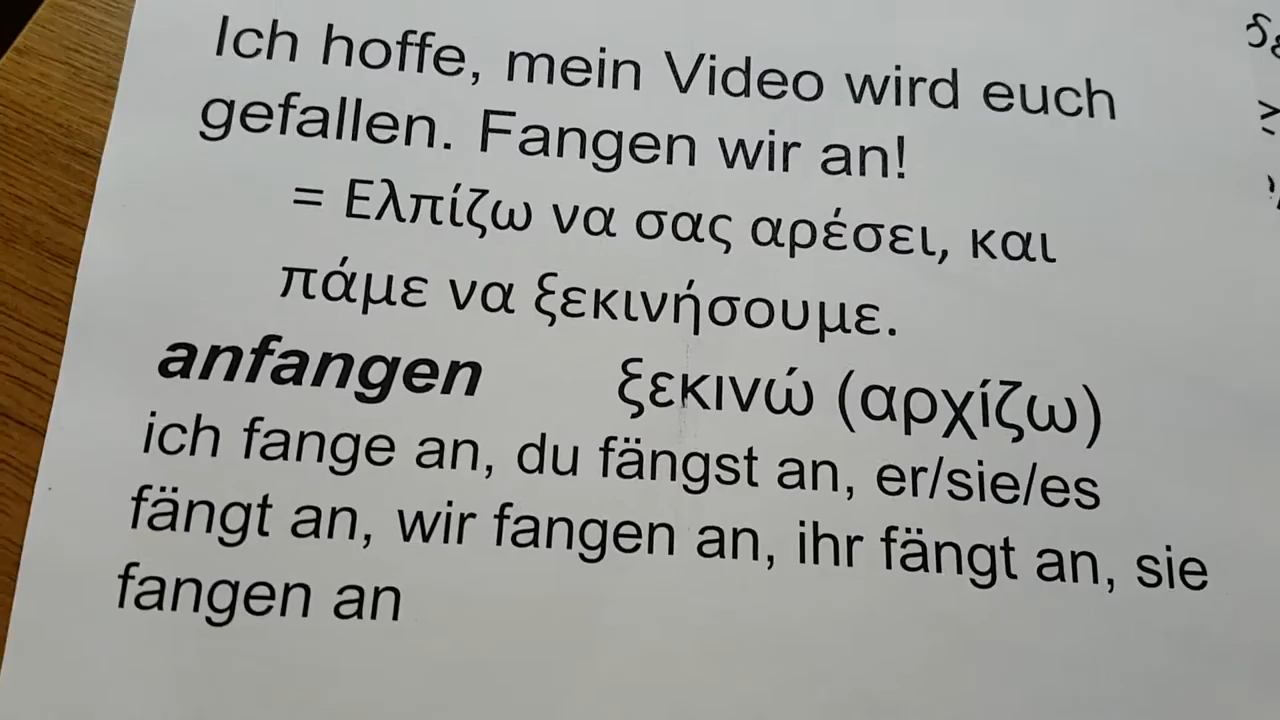 Ich hoffe, mein Video wird euch
gefallen. Fangen wir an!
= Ελπίζω να σας αρέσει, και
πάμε να ξεκινήσουμε.
anfangen ξεκινώ (αρχίζω)
ich fange an, du fängst an, er/sie/es
fängt an, wir fangen an, ihr fängt an, sie
fangen an